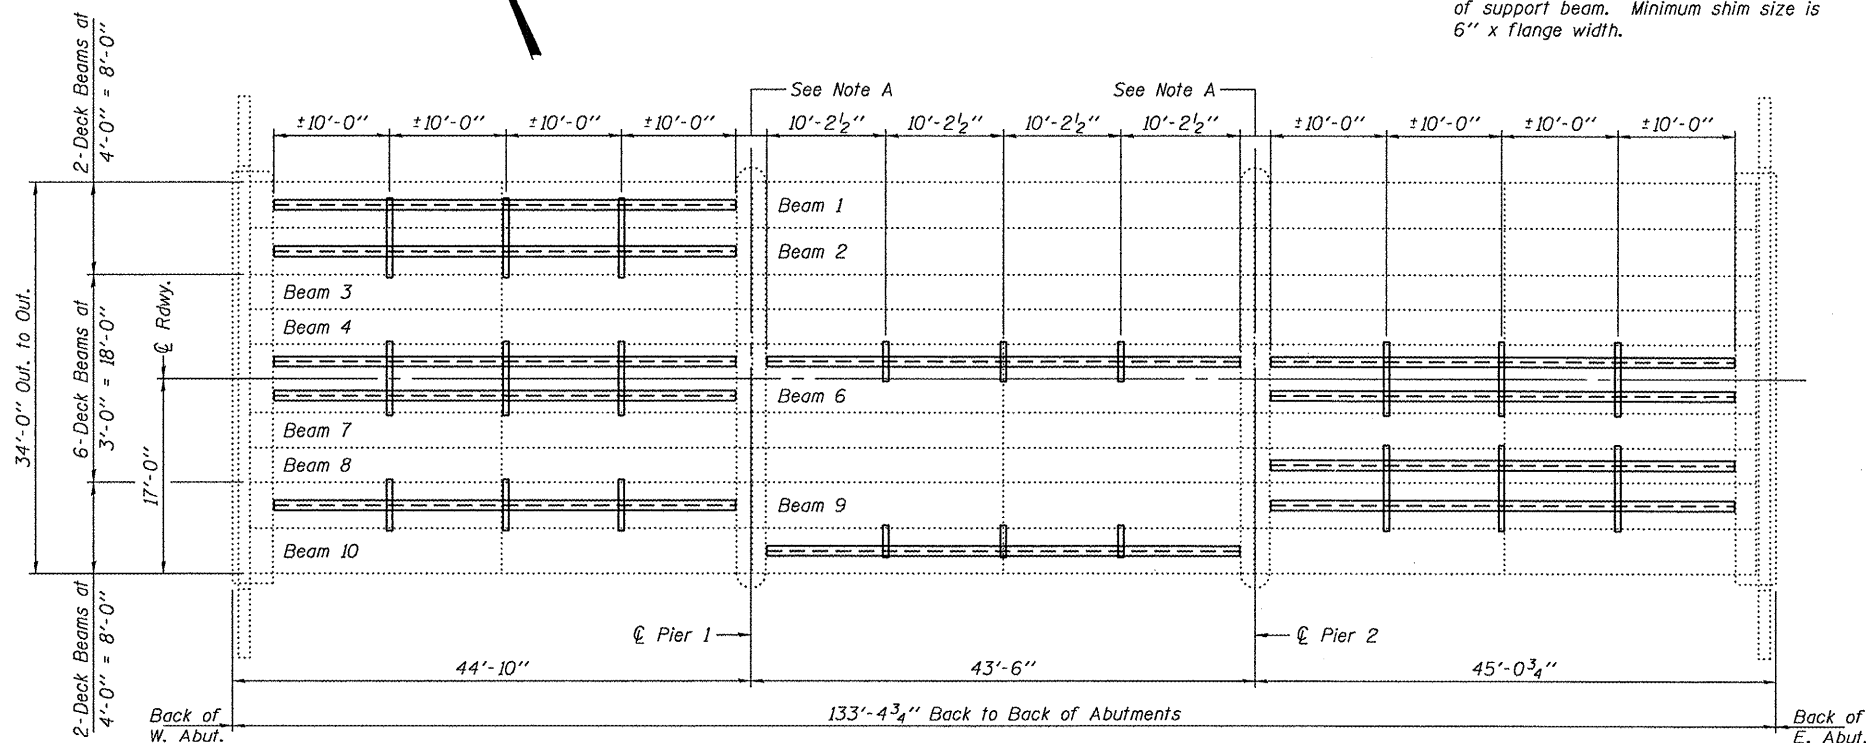 of support beam. Minimum shim size is
6" x flange width.
2-Deck Beams at
4'-0" = 8'-0"
See Note A
See Note A
±10'-0"
±10'-0"
±10'-0"
±10'-0"
10'-2½"
10'-2½"
10'-2½"
10'-2½"
±10'-0"
±10'-0"
±10'-0"
±10'-0"
34'-0" Out. to Out.
6-Deck Beams at
3'-0" = 18'-0"
℄ Rdwy.
17'-0"
Beam 1
Beam 2
Beam 3
Beam 4
Beam 6
Beam 7
Beam 8
Beam 9
Beam 10
2-Deck Beams at
4'-0" = 8'-0"
℄ Pier 1
℄ Pier 2
44'-10"
43'-6"
45'-0¾"
Back of
W. Abut.
133'-4¾" Back to Back of Abutments
Back of
E. Abut.